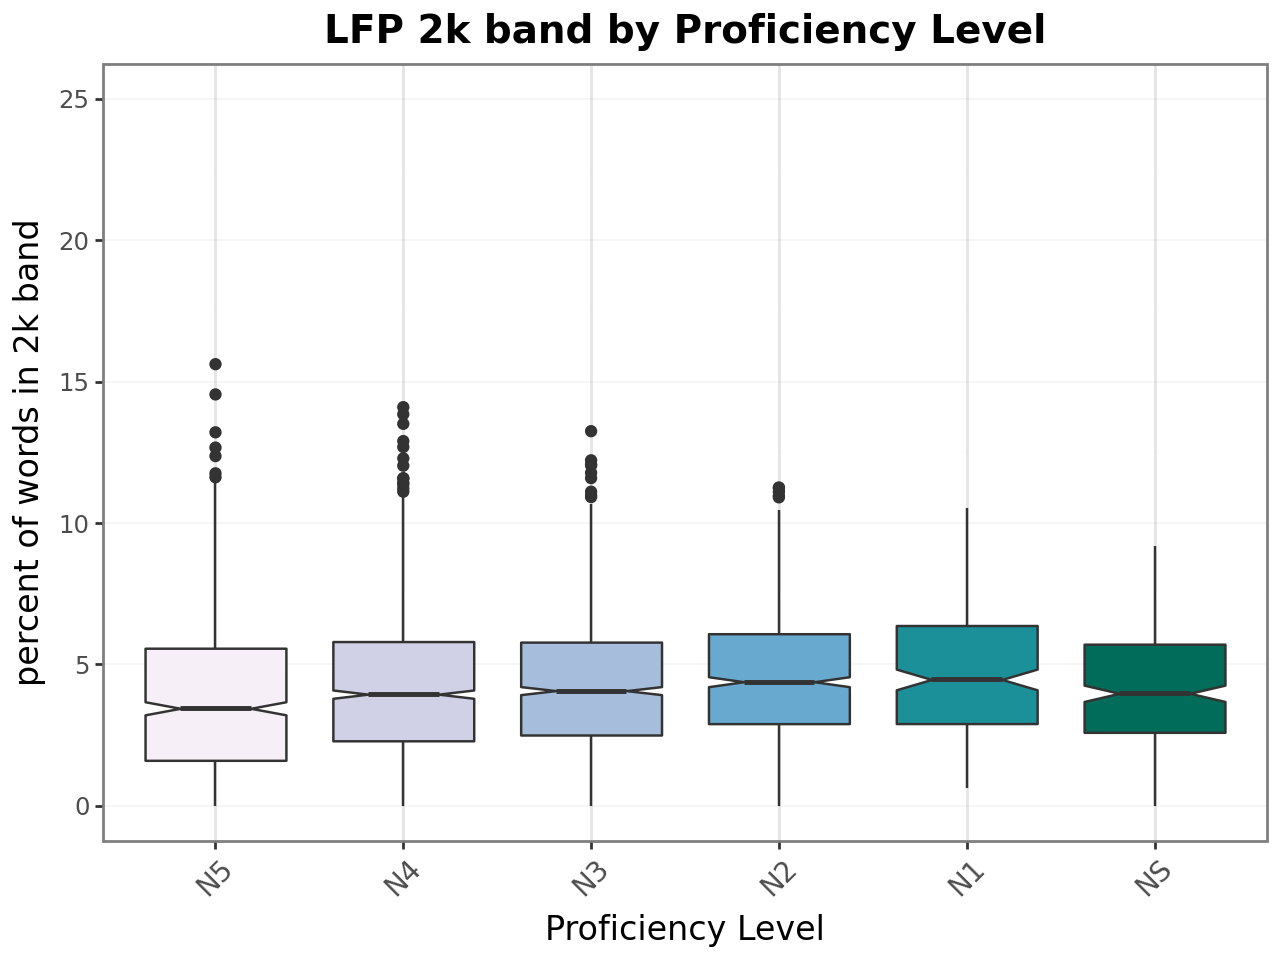 LFP 2k band by Proficiency Level
percent of words in 2k band
25
20
15
10
5
0
N5
N4
N3
N2
N1
NS
Proficiency Level